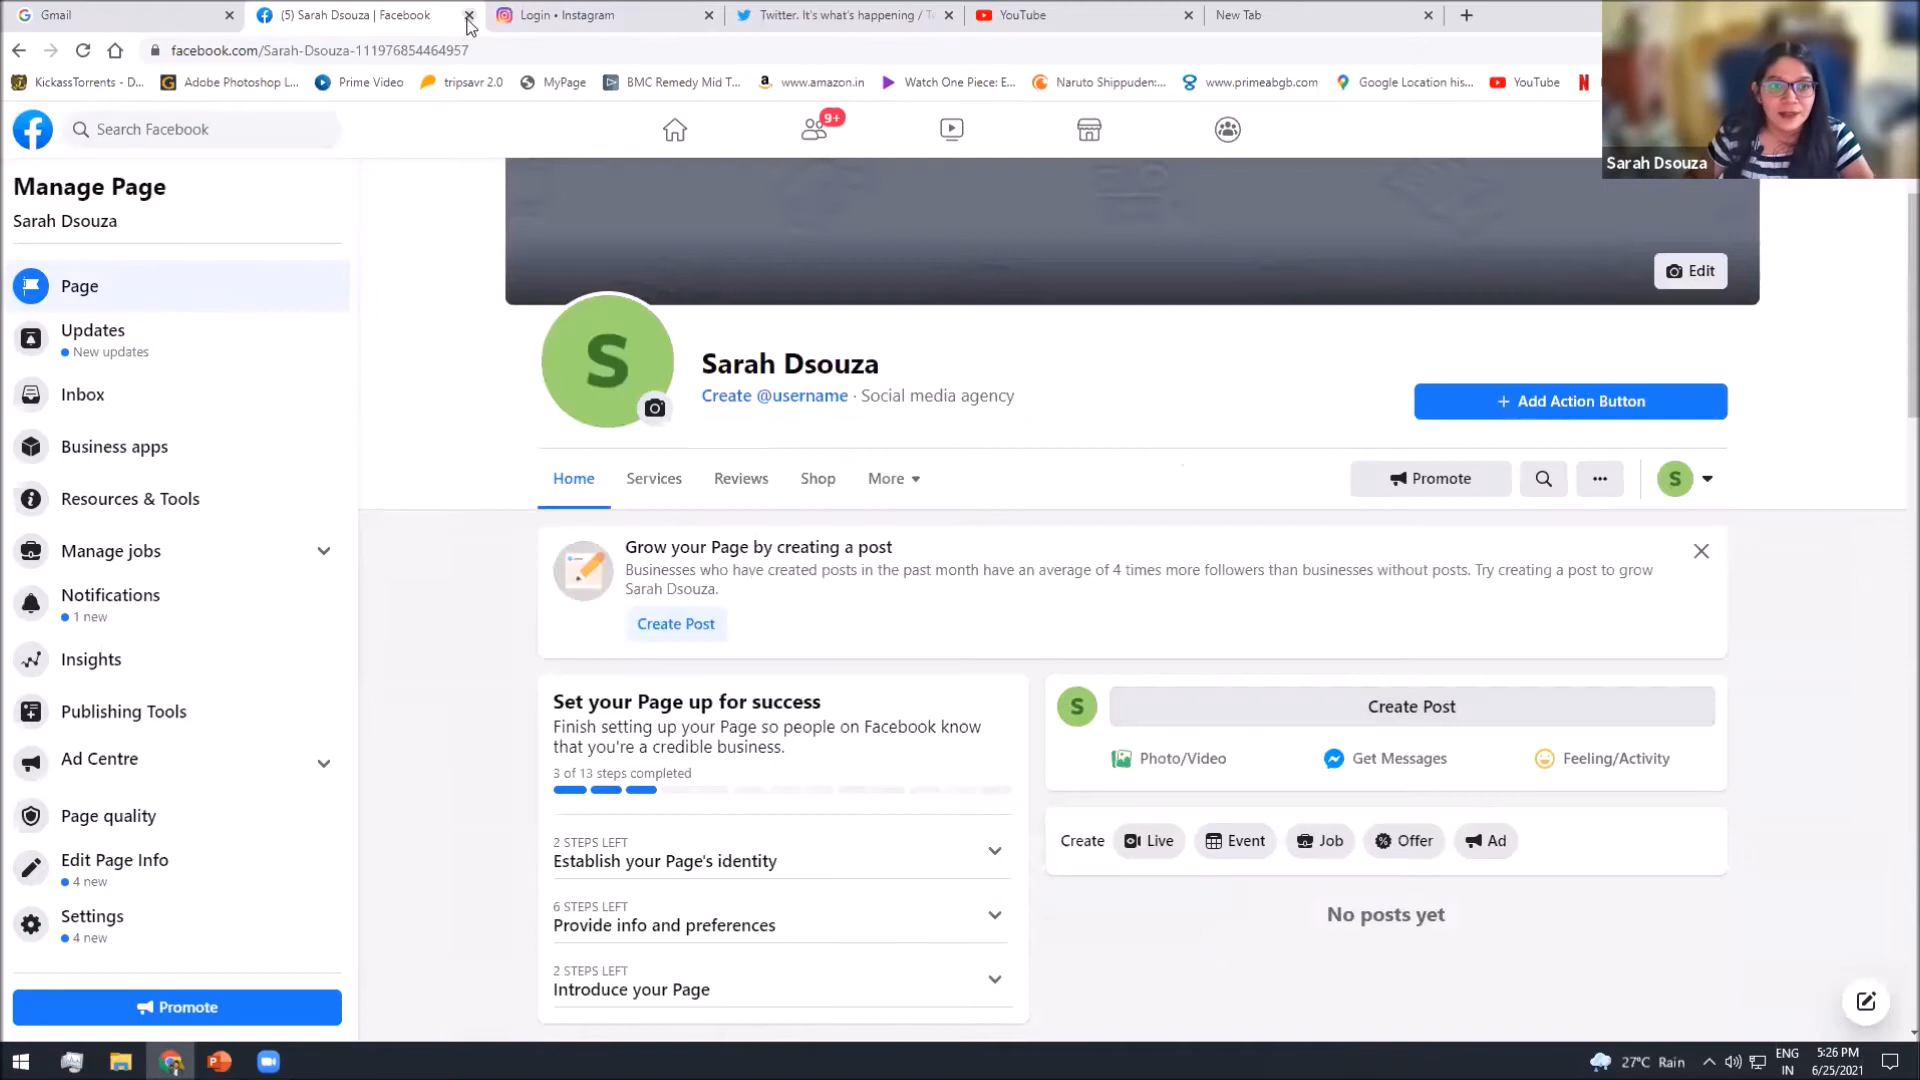 Gmail
(5) Sarah Dsouza | Facebook
Login • Instagram
Twitter. It's what's happening / T
YouTube
New Tab
facebook.com/Sarah-Dsouza-111976854464957
KickassTorrents - D...
Adobe Photoshop L...
Prime Video
tripsavr 2.0
MyPage
BMC Remedy Mid T...
www.amazon.in
Watch One Piece: E...
Naruto Shippuden:...
www.primeabgb.com
Google Location his...
YouTube
Search Facebook
9+
Sarah Dsouza
Manage Page
Sarah Dsouza
Page
Updates
New updates
Inbox
Business apps
Resources & Tools
Manage jobs
Notifications
1 new
Insights
Publishing Tools
Ad Centre
Page quality
Edit Page Info
4 new
Settings
4 new
Promote
Edit
S
Sarah Dsouza
Create @username · Social media agency
+ Add Action Button
Home
Services
Reviews
Shop
More
Promote
S
Grow your Page by creating a post
Businesses who have created posts in the past month have an average of 4 times more followers than businesses without posts. Try creating a post to grow
Sarah Dsouza.
Create Post
Set your Page up for success
Finish setting up your Page so people on Facebook know
that you're a credible business.
3 of 13 steps completed
2 STEPS LEFT
Establish your Page's identity
6 STEPS LEFT
Provide info and preferences
2 STEPS LEFT
Introduce your Page
S
Create Post
Photo/Video
Get Messages
Feeling/Activity
Create
Live
Event
Job
Offer
Ad
No posts yet
27°C Rain
ENG
IN
5:26 PM
6/25/2021